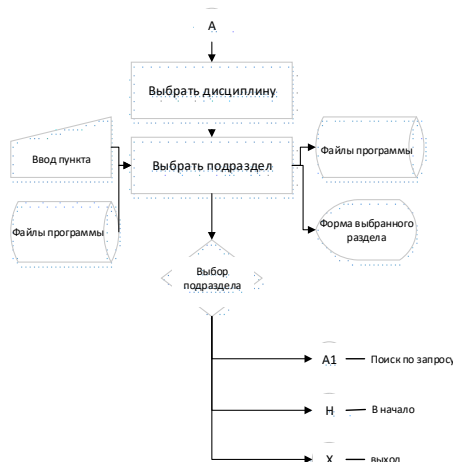 А
Выбрать дисциплину
Ввод пункта
Выбрать подраздел
Файлы программы
Файлы программы
Форма выбранного
раздела
Выбор
подраздела
А1
Поиск по запросу
Н
В начало
Х
выход